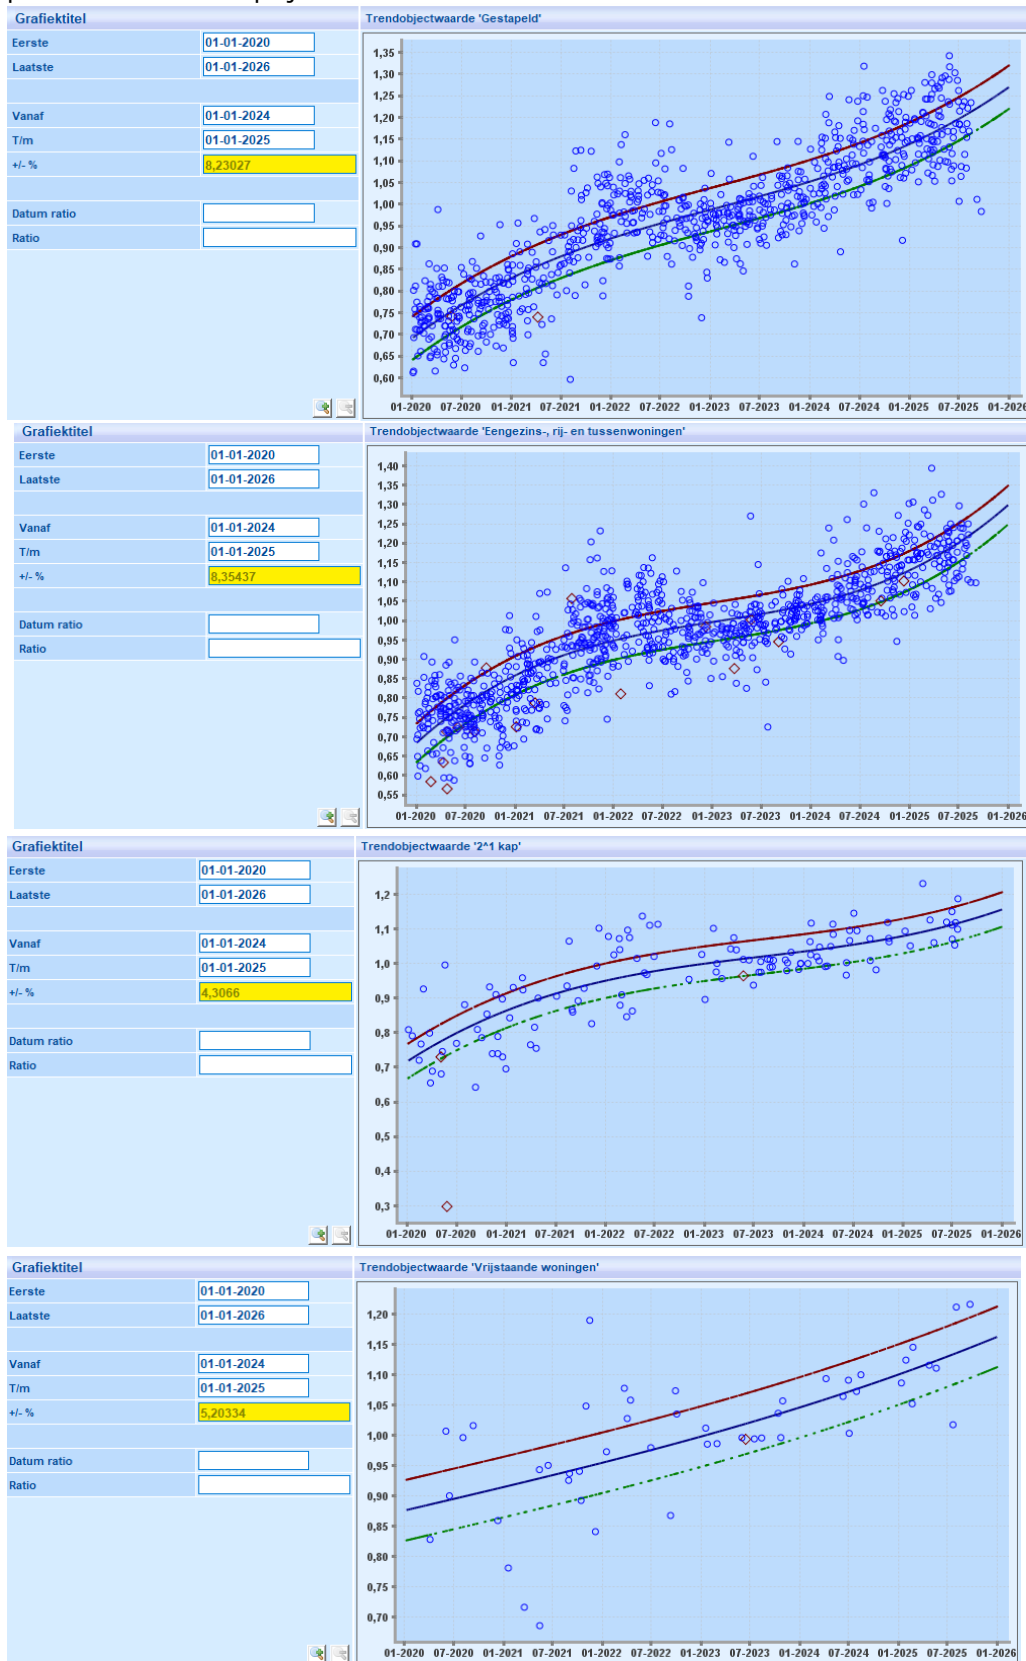 Grafiektitel
Trendobjectwaarde 'Gestapeld'
Eerste
01-01-2020
Laatste
01-01-2026
Vanaf
01-01-2024
T/m
01-01-2025
+/- %
8,23027
Datum ratio
Ratio
1,35
1,30
1,25
1,20
1,15
1,10
1,05
1,00
0,95
0,90
0,85
0,80
0,75
0,70
0,65
0,60
01-2020 07-2020 01-2021 07-2021 01-2022 07-2022 01-2023 07-2023 01-2024 07-2024 01-2025 07-2025 01-2026
Grafiektitel
Trendobjectwaarde 'Eengezins-, rij- en tussenwoningen'
Eerste
01-01-2020
Laatste
01-01-2026
Vanaf
01-01-2024
T/m
01-01-2025
+/- %
8,35437
Datum ratio
Ratio
1,40
1,35
1,30
1,25
1,20
1,15
1,10
1,05
1,00
0,95
0,90
0,85
0,80
0,75
0,70
0,65
0,60
0,55
01-2020 07-2020 01-2021 07-2021 01-2022 07-2022 01-2023 07-2023 01-2024 07-2024 01-2025 07-2025 01-2026
Grafiektitel
Trendobjectwaarde '2^1 kap'
Eerste
01-01-2020
Laatste
01-01-2026
Vanaf
01-01-2024
T/m
01-01-2025
+/- %
4,3066
Datum ratio
Ratio
1,2
1,1
1,0
0,9
0,8
0,7
0,6
0,5
0,4
0,3
01-2020 07-2020 01-2021 07-2021 01-2022 07-2022 01-2023 07-2023 01-2024 07-2024 01-2025 07-2025 01-2026
Grafiektitel
Trendobjectwaarde 'Vrijstaande woningen'
Eerste
01-01-2020
Laatste
01-01-2026
Vanaf
01-01-2024
T/m
01-01-2025
+/- %
5,20334
Datum ratio
Ratio
1,20
1,15
1,10
1,05
1,00
0,95
0,90
0,85
0,80
0,75
0,70
01-2020 07-2020 01-2021 07-2021 01-2022 07-2022 01-2023 07-2023 01-2024 07-2024 01-2025 07-2025 01-2026